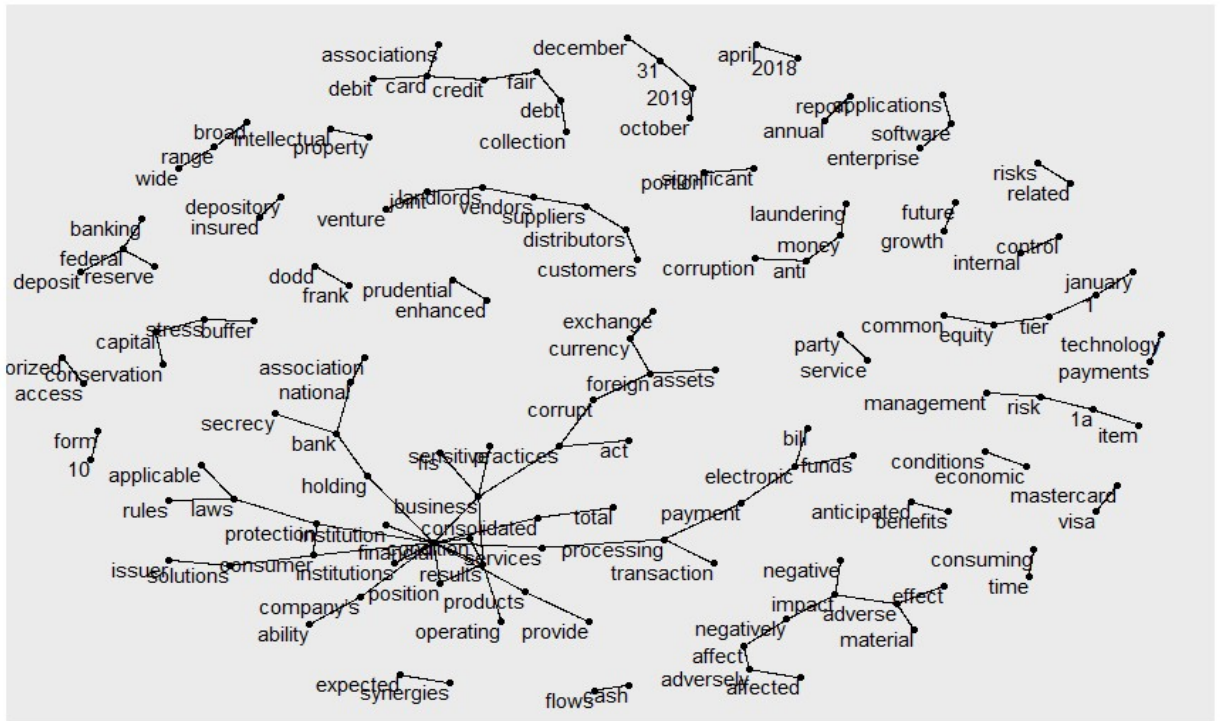 associations
december
april
2018
31
debit
card
credit
fair
2019
october
report
applications
annual
software
enterprise
debt
collection
broad
range
wide
intellectual
property
portion
significant
risks
related
depository
insured
venture
joint
landlords
vendors
suppliers
distributors
customers
laundering
money
anti
corruption
future
growth
control
internal
banking
federal
reserve
deposit
dodd
frank
prudential
enhanced
january
1
tier
equity
common
exchange
currency
foreign
assets
corrupt
stress
buffer
capital
conservation
orized
access
party
service
technology
payments
association
national
secrecy
bank
holding
management
risk
1a
item
form
10
applicable
rules
laws
sensitive
fis
practices
act
business
bill
funds
electronic
payment
conditions
economic
mastercard
visa
anticipated
benefits
protection
institution
consolidated
total
financial
condition
services
processing
transaction
issuer
solutions
consumer
institutions
results
position
products
company's
ability
operating
provide
consuming
time
negative
impact
adverse
effect
material
negatively
affect
adversely
affected
expected
synergies
flows
cash